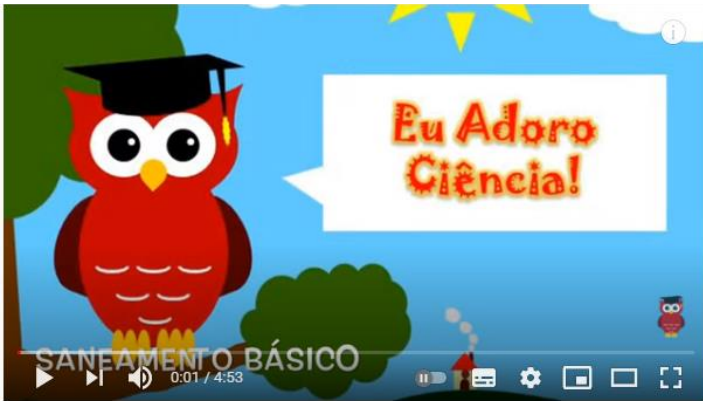 Eu Adoro
Ciência!
SANEAMENTO BÁSICO
0:01 / 4:53